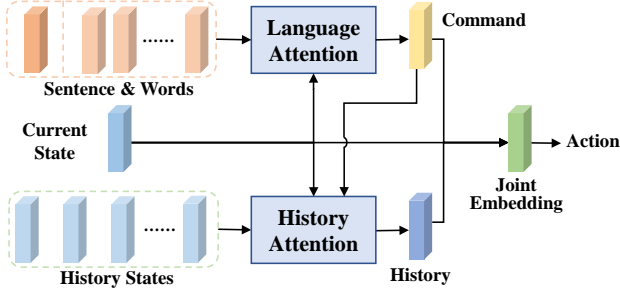 Language
Attention
Command
......
Sentence & Words
Current
State
Action
Joint
Embedding
......
History
Attention
History States
History